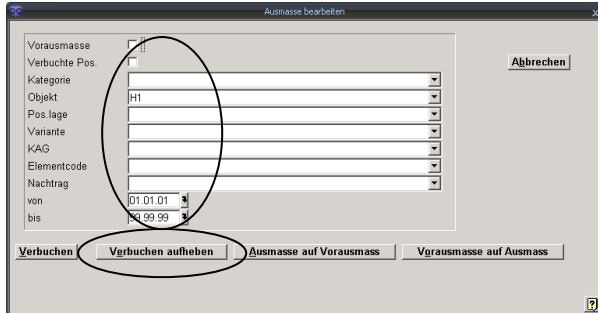 Ausmasse bearbeiten
Vorausmasse
Verbuchte Pos.
Abbrechen
Kategorie
Objekt H1
Pos.lage
Variante
KAG
Elementcode
Nachtrag
von 01.01.01
bis 99.99.99
Verbuchen Verbuchen aufheben Ausmasse auf Vorausmass Vorausmasse auf Ausmass
?